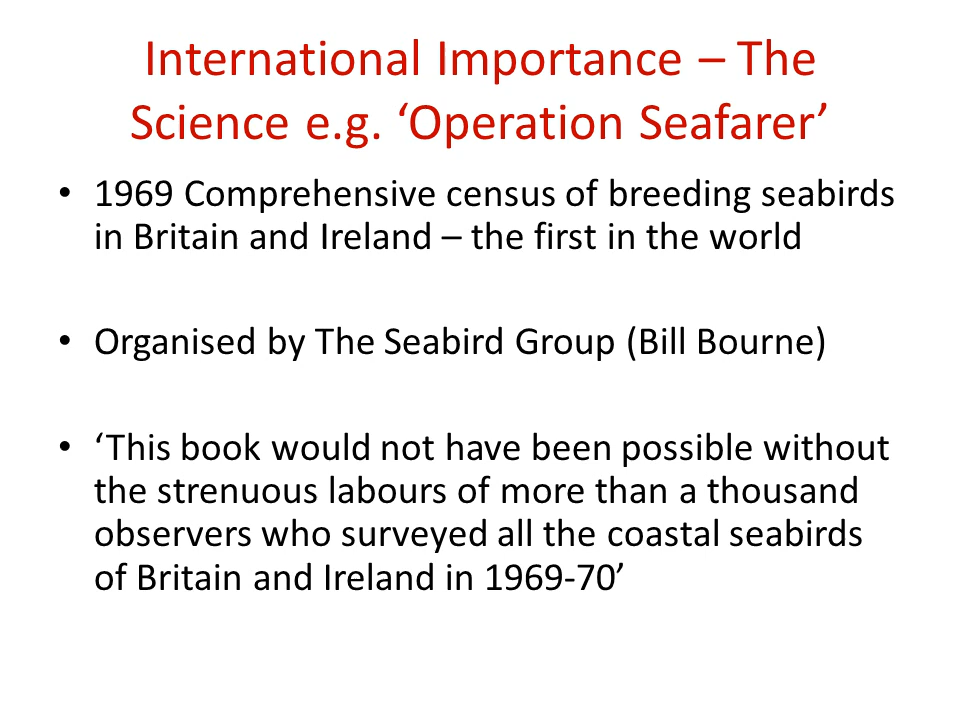 International Importance – The
Science e.g. ‘Operation Seafarer’
• 1969 Comprehensive census of breeding seabirds
in Britain and Ireland – the first in the world
• Organised by The Seabird Group (Bill Bourne)
• ‘This book would not have been possible without
the strenuous labours of more than a thousand
observers who surveyed all the coastal seabirds
of Britain and Ireland in 1969-70’